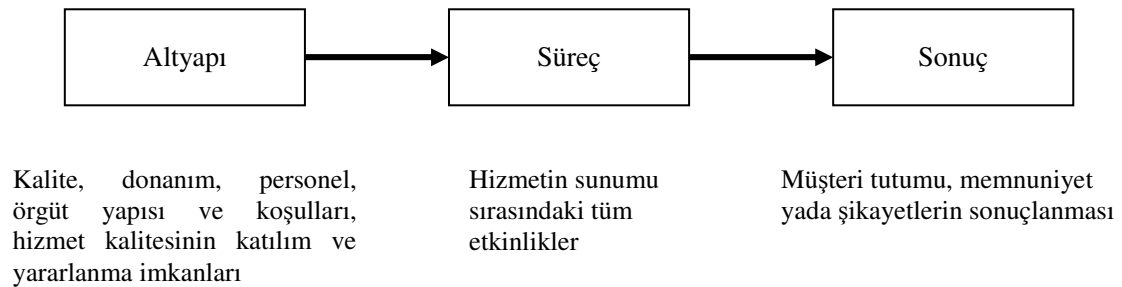 Altyapı
Süreç
Sonuç
Kalite, donanım, personel,
örgüt yapısı ve koşulları,
hizmet kalitesinin katılım ve
yararlanma imkanları
Hizmetin sunumu
sırasındaki tüm
etkinlikler
Müşteri tutumu, memnuniyet
yada şikayetlerin sonuçlanması